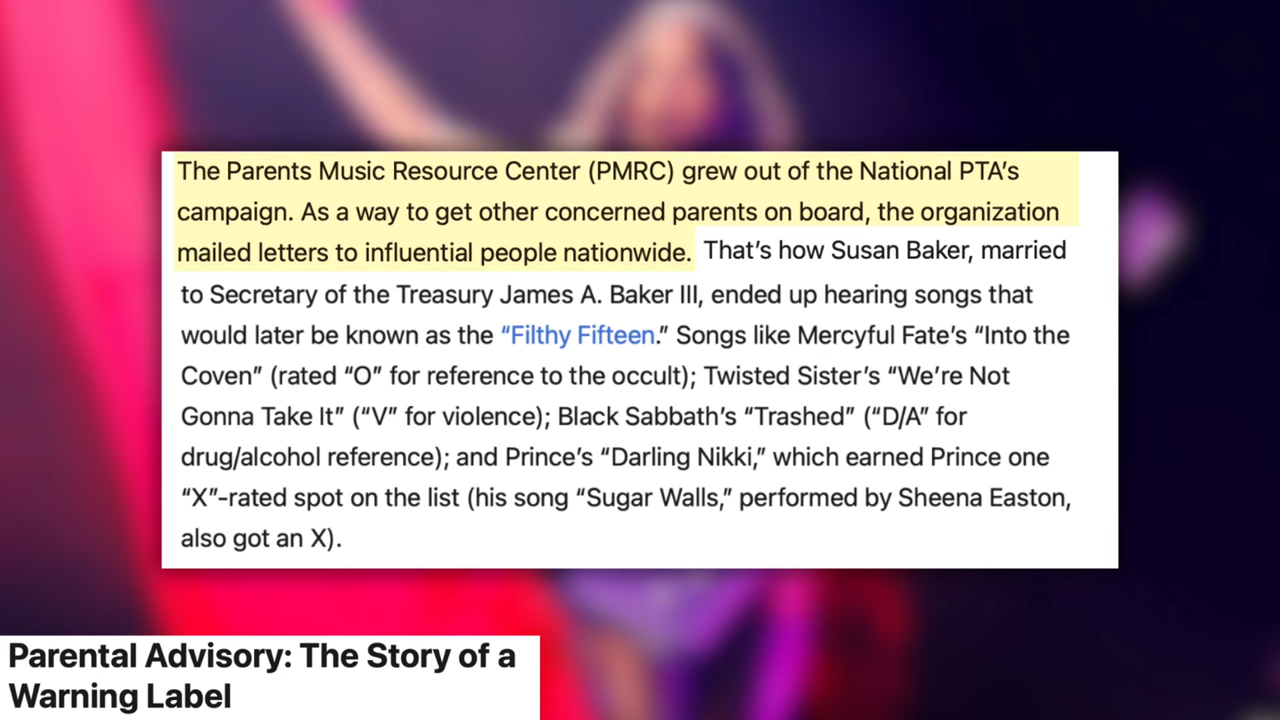 The Parents Music Resource Center (PMRC) grew out of the National PTA’s
campaign. As a way to get other concerned parents on board, the organization
mailed letters to influential people nationwide. That’s how Susan Baker, married
to Secretary of the Treasury James A. Baker III, ended up hearing songs that
would later be known as the “Filthy Fifteen.” Songs like Mercyful Fate’s “Into the
Coven” (rated “O” for reference to the occult); Twisted Sister’s “We’re Not
Gonna Take It” (“V” for violence); Black Sabbath’s “Trashed” (“D/A” for
drug/alcohol reference); and Prince’s “Darling Nikki,” which earned Prince one
“X”-rated spot on the list (his song “Sugar Walls,” performed by Sheena Easton,
also got an X).
Parental Advisory: The Story of a
Warning Label